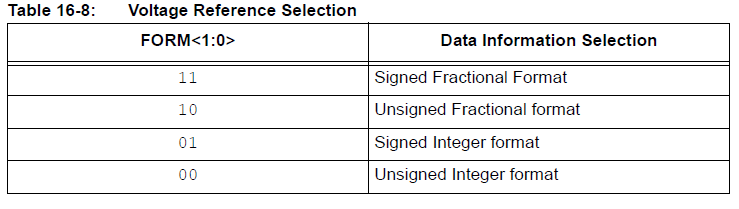 Table 16-8: Voltage Reference Selection
FORM<1:0> Data Information Selection
11 Signed Fractional Format
10 Unsigned Fractional format
01 Signed Integer format
00 Unsigned Integer format